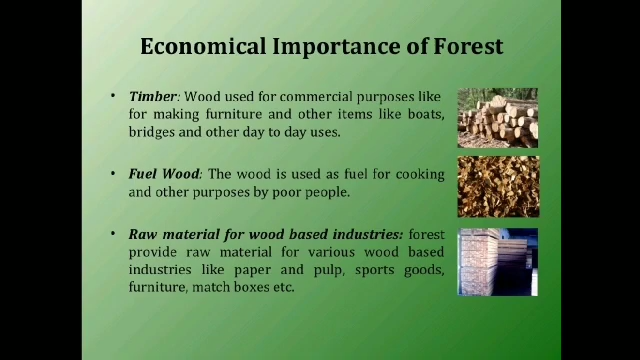 Economical Importance of Forest
• Timber: Wood used for commercial purposes like
for making furniture and other items like boats,
bridges and other day to day uses.
• Fuel Wood: The wood is used as fuel for cooking
and other purposes by poor people.
• Raw material for wood based industries: forest
provide raw material for various wood based
industries like paper and pulp, sports goods,
furniture, match boxes etc.